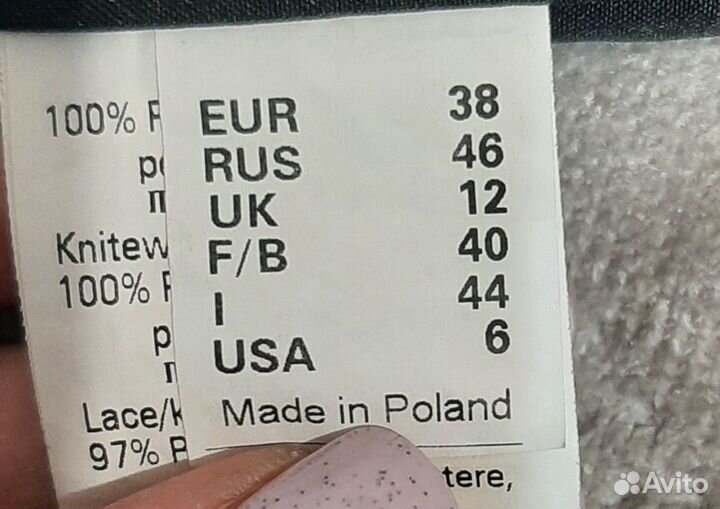 EUR 38
RUS 46
UK 12
F/B 40
I 44
USA 6
Made in Poland
tere,
100%
Knitew
100%
Lace/
97%
Avito